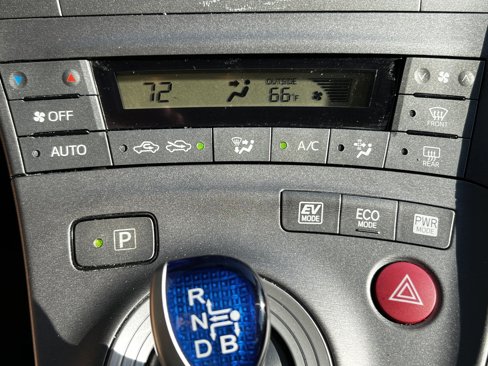 72 OUTSIDE 66°F
OFF FRONT
AUTO A/C REAR
EV MODE ECO MODE PWR MODE
P
R
N
D B